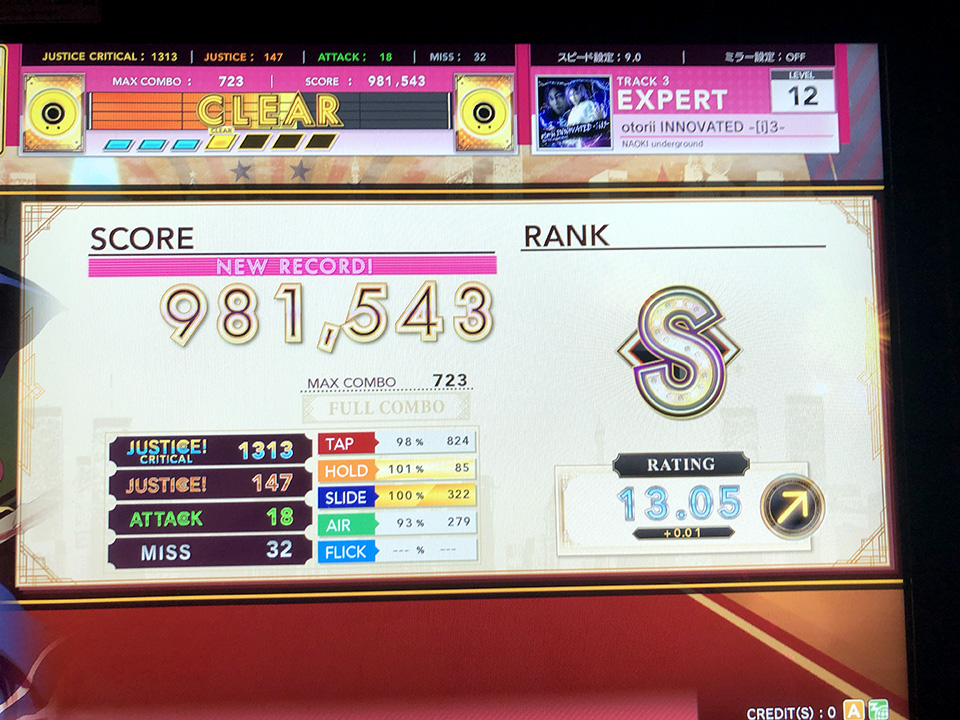 JUSTICE CRITICAL : 1313 | JUSTICE : 147 | ATTACK : 18 | MISS : 32
MAX COMBO : 723 | SCORE : 981,543
CLEAR
CLEAR
スピード設定 : 9.0 | ミラー設定 : OFF
TRACK 3
EXPERT
LEVEL
12
otorii INNOVATED -[i]3-
NAOKI underground
SCORE
NEW RECORD!
981,543
MAX COMBO 723
FULL COMBO
JUSTICE! CRITICAL 1313
JUSTICE! 147
ATTACK 18
MISS 32
TAP 98 % 824
HOLD 101 % 85
SLIDE 100 % 322
AIR 93 % 279
FLICK --- % ---
RANK
S
RATING
13.05
+0.01
CREDIT(S) : 0 A